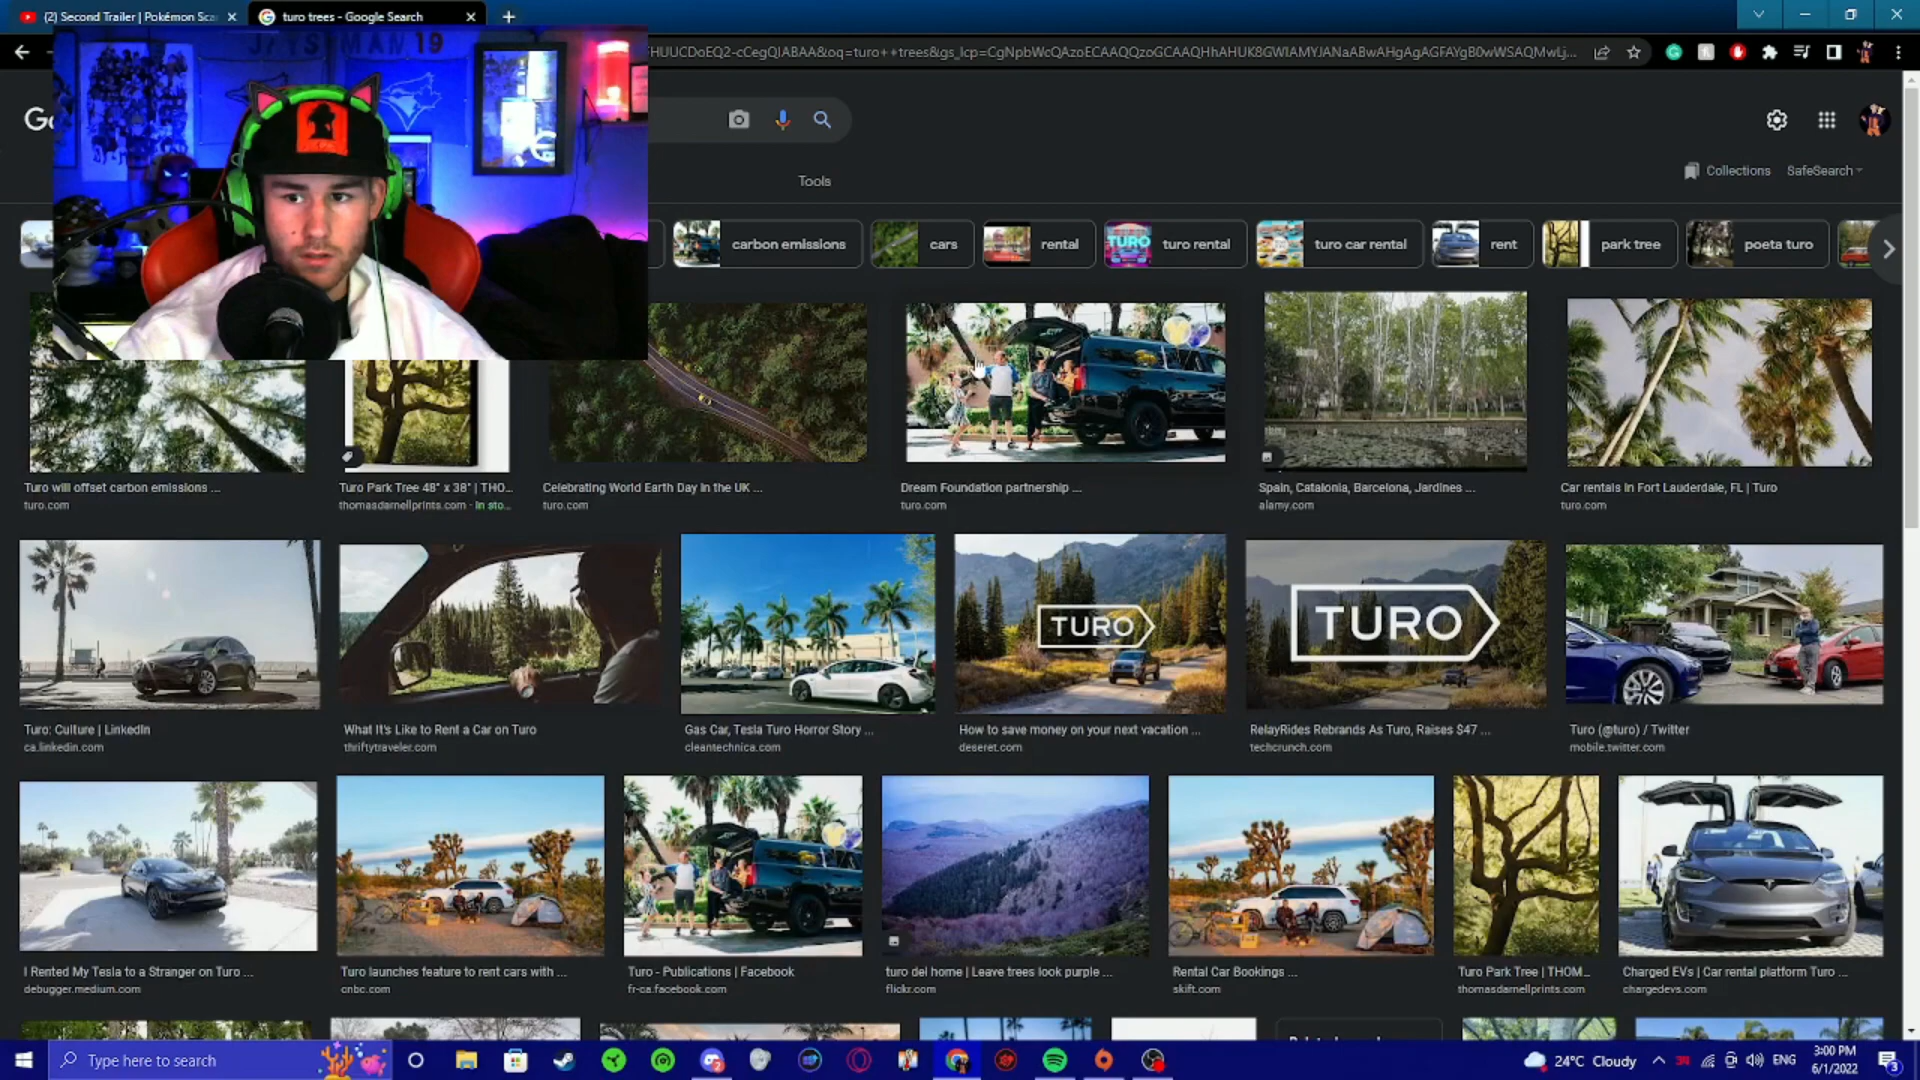 (2) Second Trailer | Pokémon Sca
turo trees - Google Search
HUUCDoEQ2-cCegQIABAA&oq=turo++trees&gs_lcp=CgNpbWcQAzoECAAQQzoGCAAQHhAHUK8GWIAMYJANaABwAHgAgAGFAYgB0wWSAQMwLj...
JAYS MAN 19
Go
Tools
Collections
SafeSearch
carbon emissions
cars
rental
TURO
turo rental
turo car rental
rent
park tree
poeta turo
Turo will offset carbon emissions ...
turo.com
Turo Park Tree 48" x 38" | THO...
thomasdarnellprints.com - In sto...
Celebrating World Earth Day in the UK ...
turo.com
Dream Foundation partnership ...
turo.com
Spain, Catalonia, Barcelona, Jardines ...
alamy.com
Car rentals in Fort Lauderdale, FL | Turo
turo.com
TURO
TURO
Turo: Culture | LinkedIn
ca.linkedin.com
What It's Like to Rent a Car on Turo
thriftytraveler.com
Gas Car, Tesla Turo Horror Story ...
cleantechnica.com
How to save money on your next vacation ...
deseret.com
RelayRides Rebrands As Turo, Raises $47 ...
techcrunch.com
Turo (@turo) / Twitter
mobile.twitter.com
I Rented My Tesla to a Stranger on Turo ...
debugger.medium.com
Turo launches feature to rent cars with ...
cnbc.com
Turo - Publications | Facebook
fr-ca.facebook.com
turo del home | Leave trees look purple ...
flickr.com
Rental Car Bookings ...
skift.com
Turo Park Tree | THOM...
thomasdarnellprints.com
Charged EVs | Car rental platform Turo ...
chargedevs.com
Type here to search
24°C Cloudy
ENG
3:00 PM
6/1/2022
3